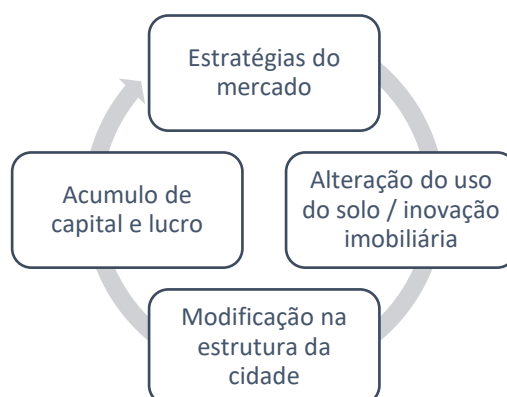 Estratégias do
mercado
Alteração do uso
do solo / inovação
imobiliária
Modificação na
estrutura da
cidade
Acumulo de
capital e lucro